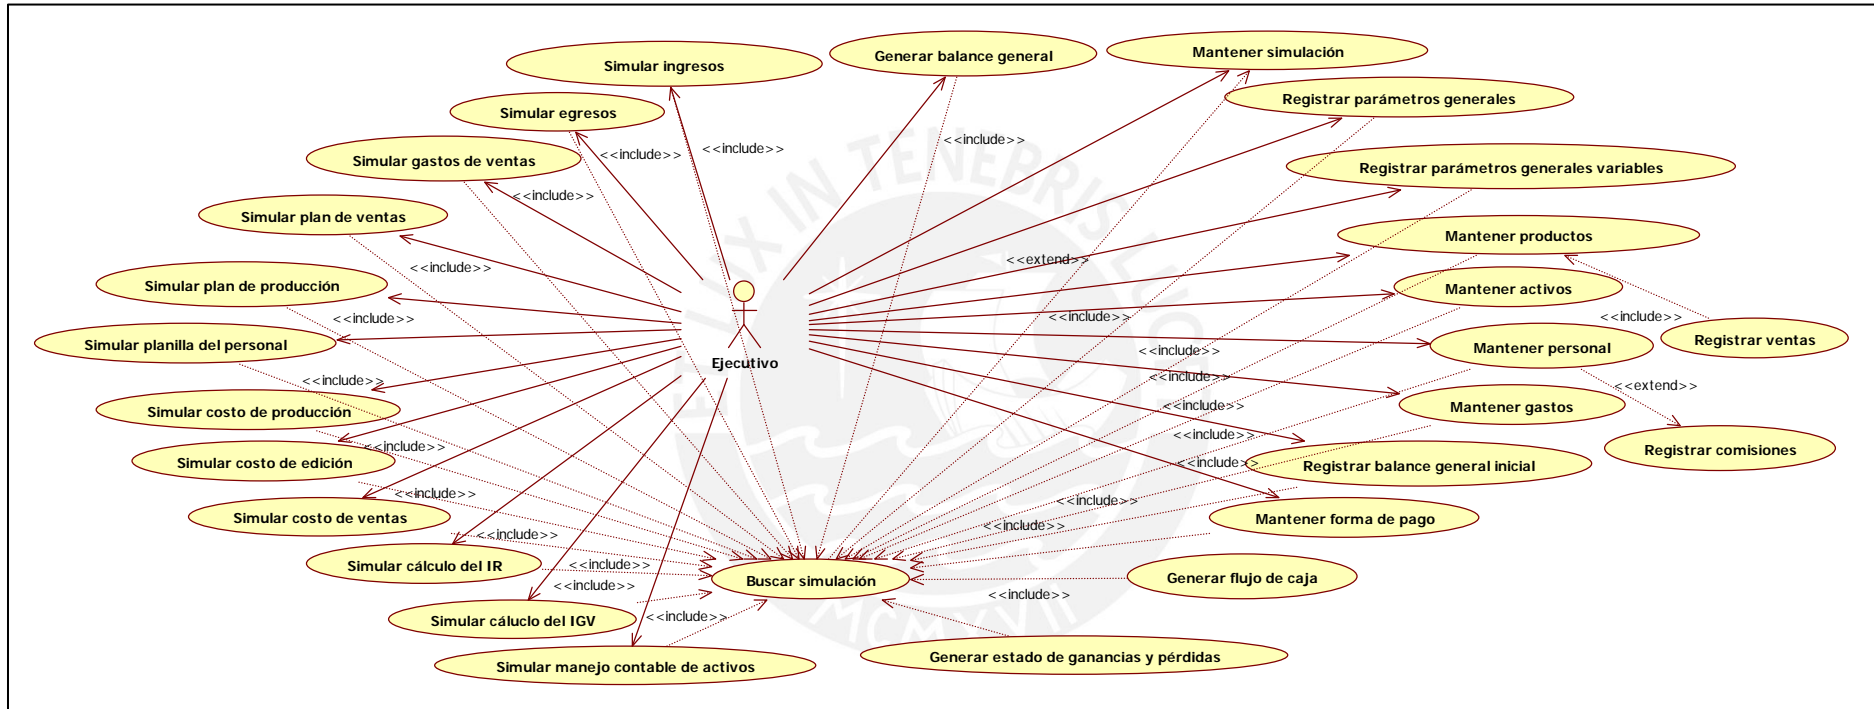 Generar balance general
Mantener simulación
Simular ingresos
Registrar parámetros generales
Simular egresos
<<include>>
<<include>>
<<include>>
Simular gastos de ventas
Registrar parámetros generales variables
<<include>>
ET LUX IN TENEBRIS LUCET
Simular plan de ventas
Mantener productos
<<extend>>
<<include>>
Simular plan de producción
Mantener activos
<<include>>
<<include>>
<<include>>
Simular planilla del personal
Registrar ventas
Mantener personal
<<include>>
Ejecutivo
<<include>>
<<include>>
<<extend>>
Simular costo de producción
Mantener gastos
<<include>>
<<include>>
<<include>>
Registrar comisiones
Simular costo de edición
<<include>>
Registrar balance general inicial
<<include>>
<<include>>
Simular costo de ventas
Mantener forma de pago
<<include>>
<<include>>
Simular cálculo del IR
<<include>>
Buscar simulación
Generar flujo de caja
<<include>>
<<include>>
Simular cáluclo del IGV
<<include>>
MCMXVII
Generar estado de ganancias y pérdidas
Simular manejo contable de activos